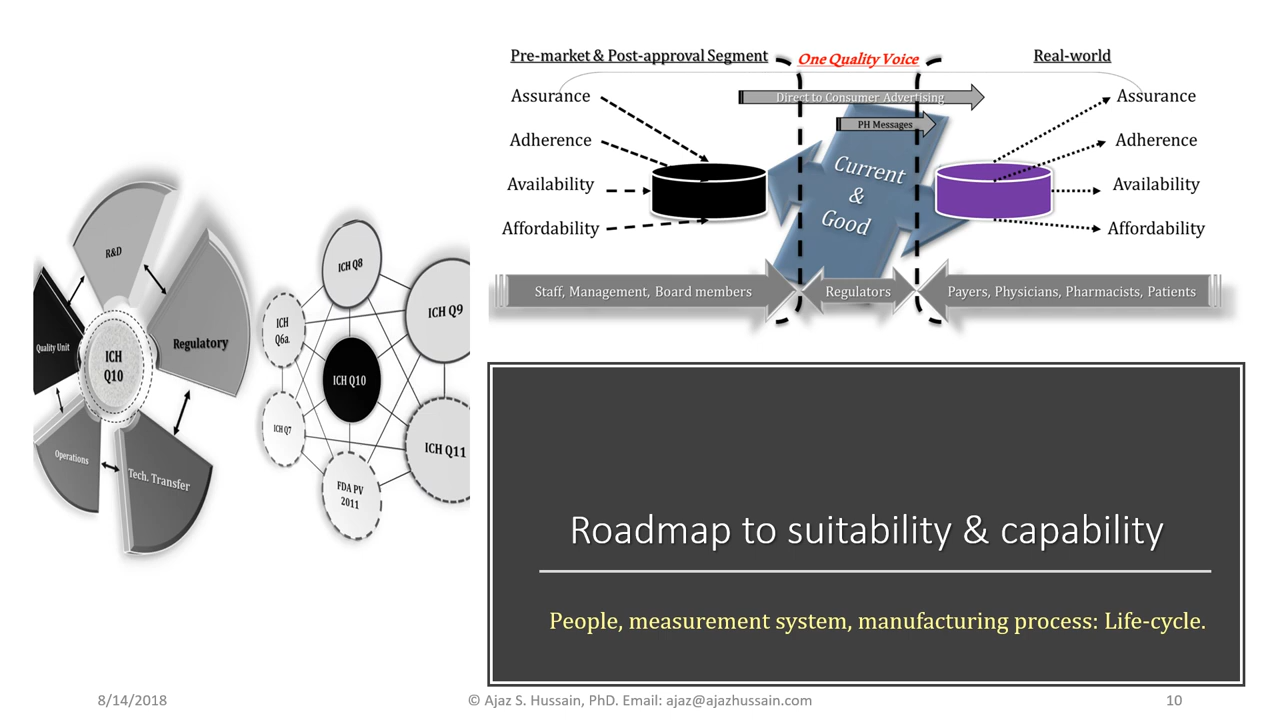 Pre-market & Post-approval Segment
One Quality Voice
Real-world
Assurance
Adherence
Availability
Affordability
Direct to Consumer Advertising
PH Messages
Current
&
Good
Assurance
Adherence
Availability
Affordability
Staff, Management, Board members
Regulators
Payers, Physicians, Pharmacists, Patients
R&D
Regulatory
Quality Unit
ICH
Q10
Operations
Tech. Transfer
ICH Q8
ICH Q9
ICH
Q6a.
ICH Q10
ICH Q7
ICH Q11
FDA PV
2011
Roadmap to suitability & capability
People, measurement system, manufacturing process: Life-cycle.
8/14/2018
© Ajaz S. Hussain, PhD. Email: ajaz@ajazhussain.com
10